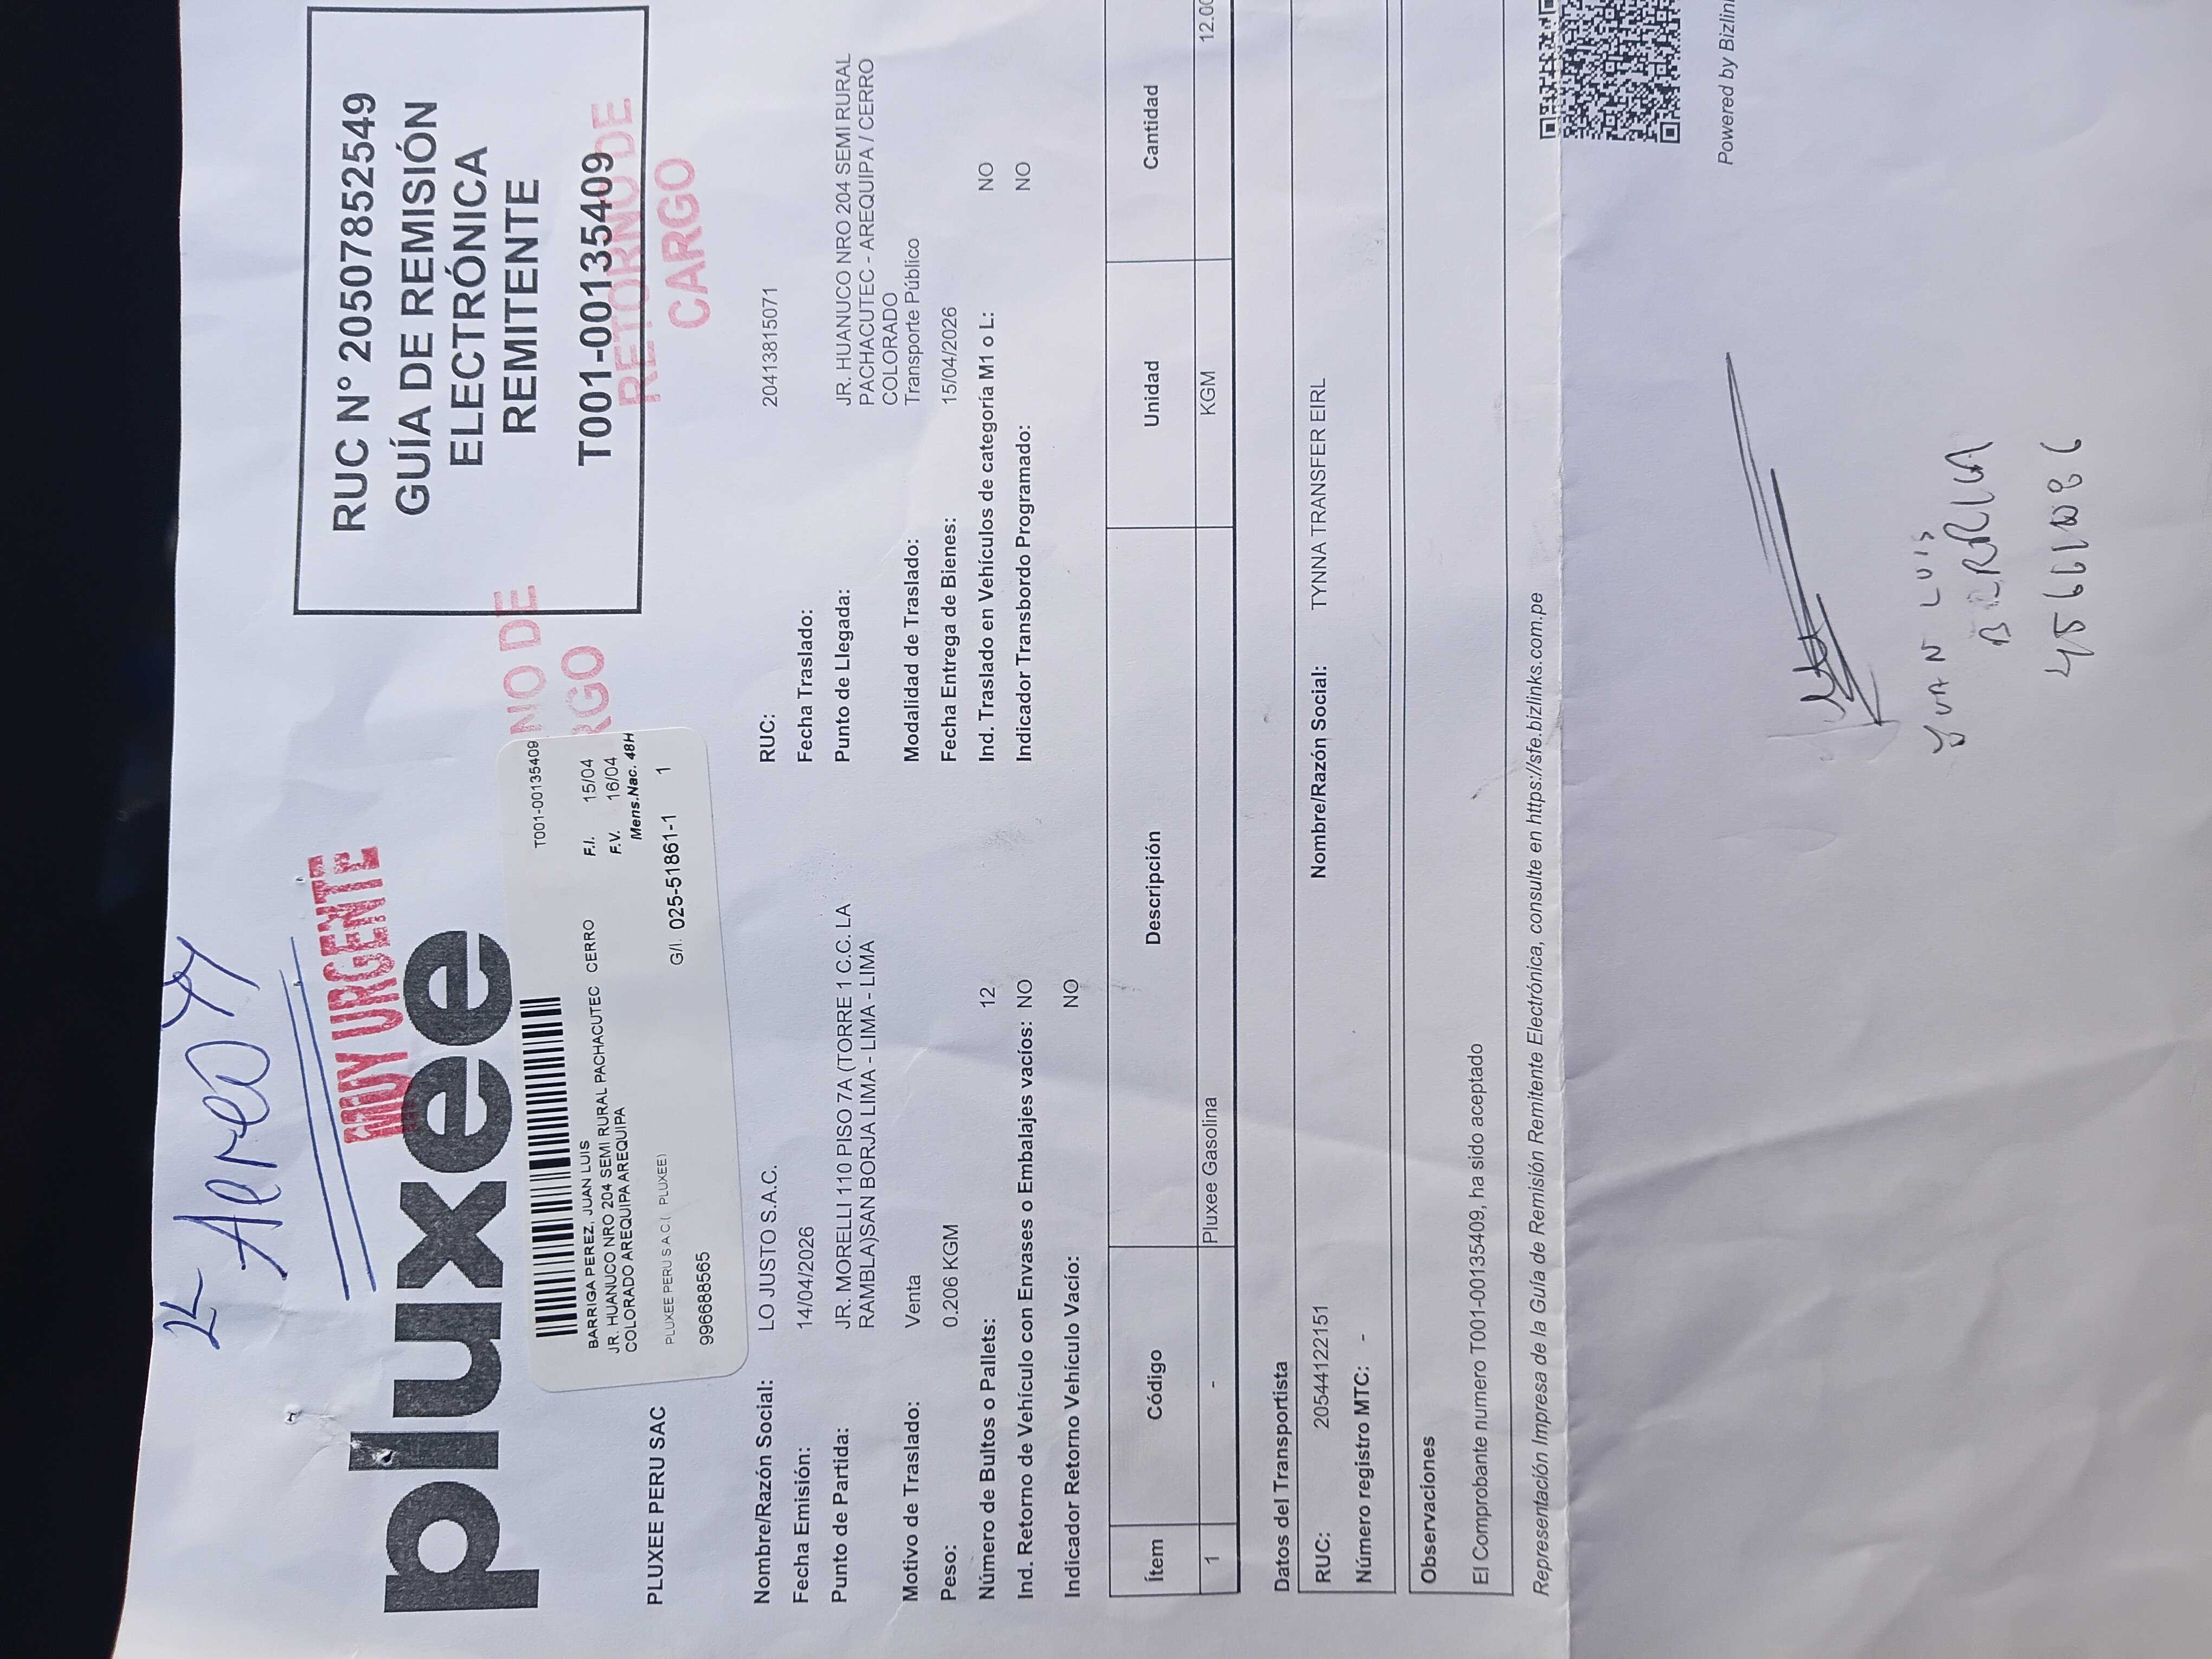 Aereo
MUY URGENTE
pluxee
RUC N° 20507852549
GUÍA DE REMISIÓN
ELECTRÓNICA
REMITENTE
T001-00135409
RETORNO DE
CARGO
NO DE
RGO
T001-00135409
BARRIGA PEREZ, JUAN LUIS
JR. HUANUCO NRO 204 SEMI RURAL PACHACUTEC CERRO
COLORADO AREQUIPA AREQUIPA
F.I. 15/04
F.V. 16/04
Mens.Nac. 48H
PLUXEE PERU S A C.( PLUXEE)
G/I. 025-51861-1 1
996688565
PLUXEE PERU SAC
Nombre/Razón Social: LO JUSTO S.A.C. RUC: 20413815071
Fecha Emisión: 14/04/2026 Fecha Traslado:
Punto de Partida: JR. MORELLI 110 PISO 7A (TORRE 1 C.C. LA
RAMBLA)SAN BORJA LIMA - LIMA - LIMA
Punto de Llegada: JR. HUANUCO NRO 204 SEMI RURAL
PACHACUTEC - AREQUIPA / CERRO
COLORADO
Motivo de Traslado: Venta Modalidad de Traslado: Transporte Público
Peso: 0.206 KGM Fecha Entrega de Bienes: 15/04/2026
Número de Bultos o Pallets: 12 Ind. Traslado en Vehículos de categoría M1 o L: NO
Ind. Retorno de Vehículo con Envases o Embalajes vacíos: NO Indicador Transbordo Programado: NO
Indicador Retorno Vehículo Vacío: NO
Ítem Código Descripción Unidad Cantidad
1 - Pluxee Gasolina KGM 12.00
Datos del Transportista
RUC: 20544122151 Nombre/Razón Social: TYNNA TRANSFER EIRL
Número registro MTC: -
Observaciones
El Comprobante numero T001-00135409, ha sido aceptado
Representación Impresa de la Guía de Remisión Remitente Electrónica, consulte en https://sfe.bizlinks.com.pe
Powered by Bizlin
JUAN LUIS